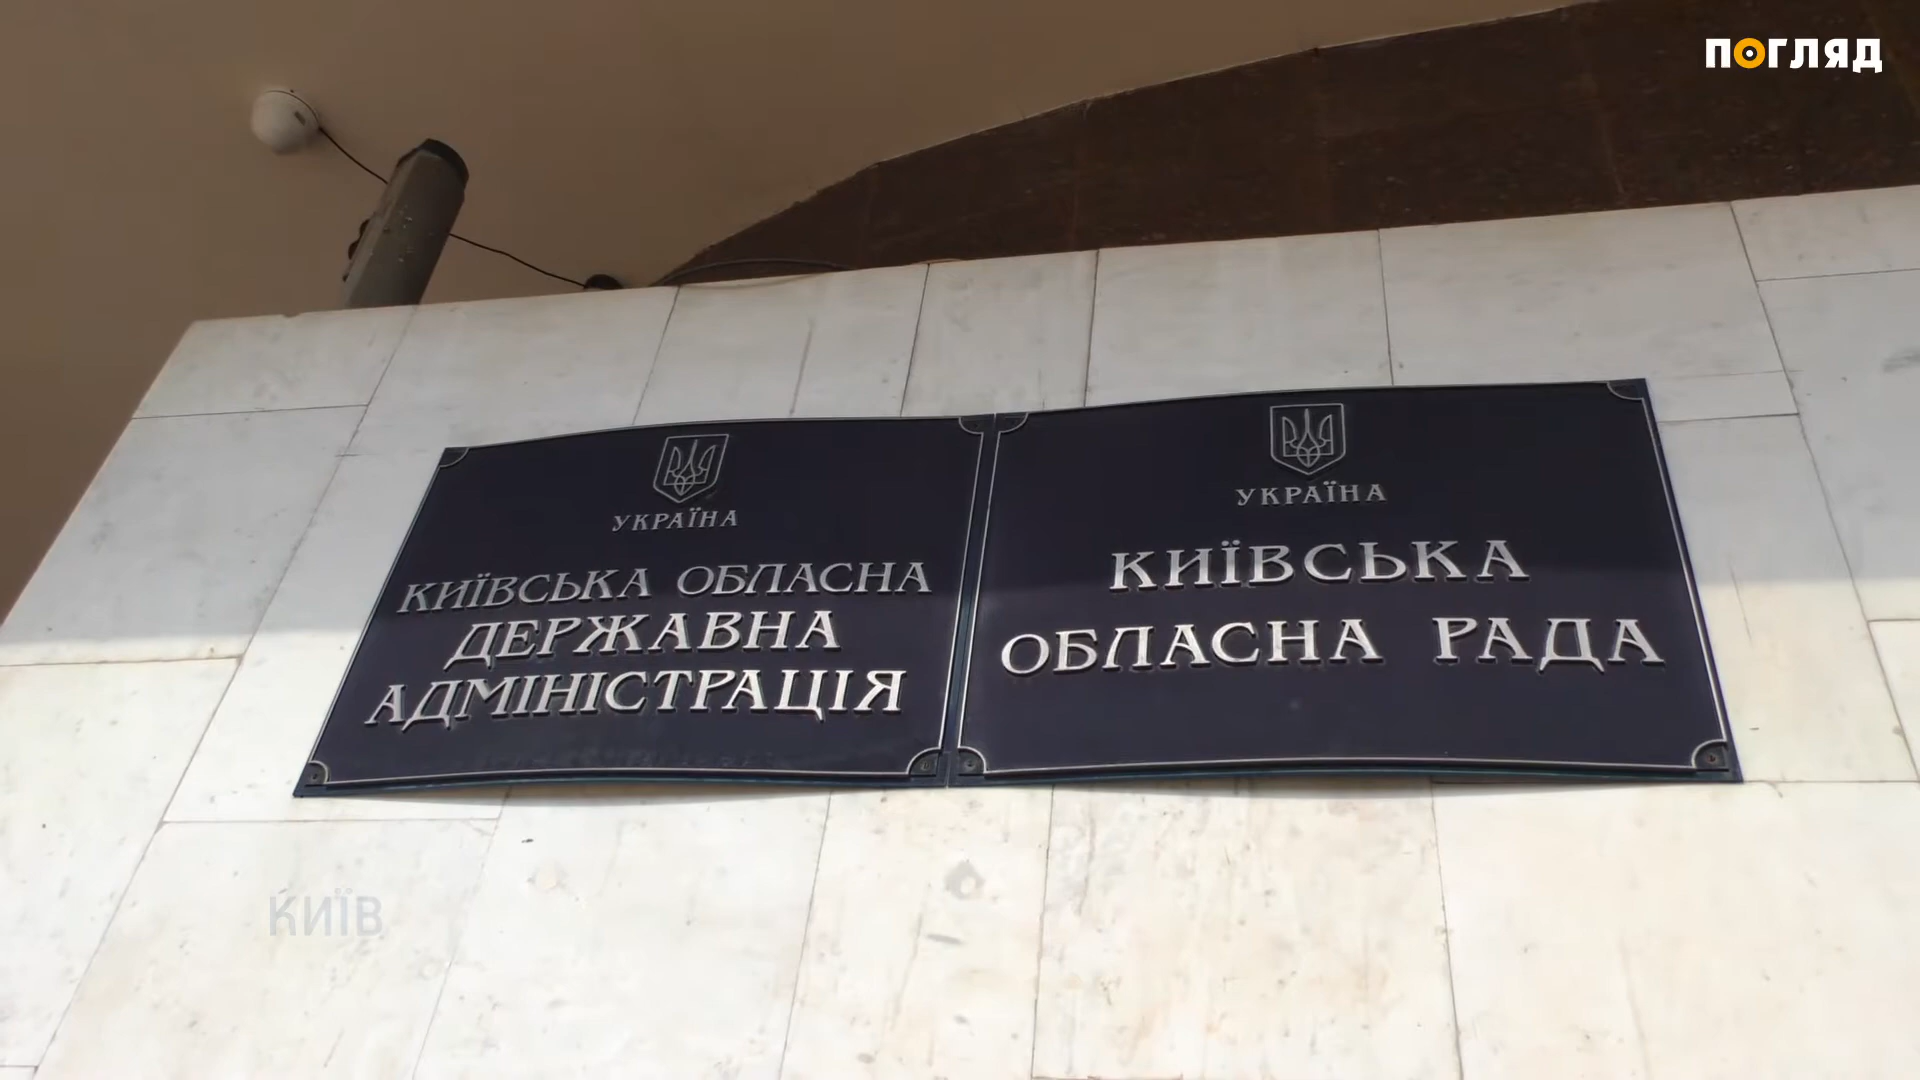 ПОГЛЯД
УКРАЇНА
КИЇВСЬКА ОБЛАСНА
ДЕРЖАВНА
АДМІНІСТРАЦІЯ
УКРАЇНА
КИЇВСЬКА
ОБЛАСНА РАДА
КИЇВ